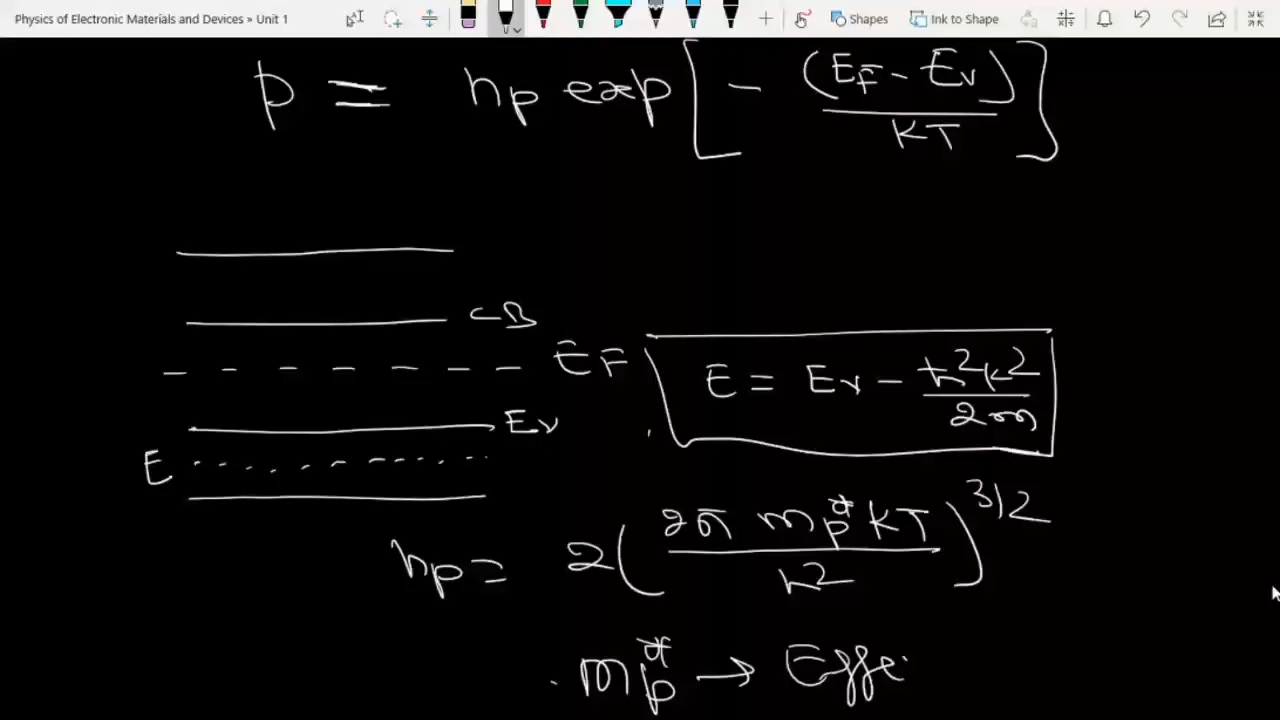 Physics of Electronic Materials and Devices » Unit 1
Shapes
Ink to Shape
p = np exp[ - (EF - Ev) / KT ]
CB
EF
E = Ev - ħ²k² / 2m
Ev
E
np = 2( 2π mp* KT / h² )^3/2
mp* → Effe